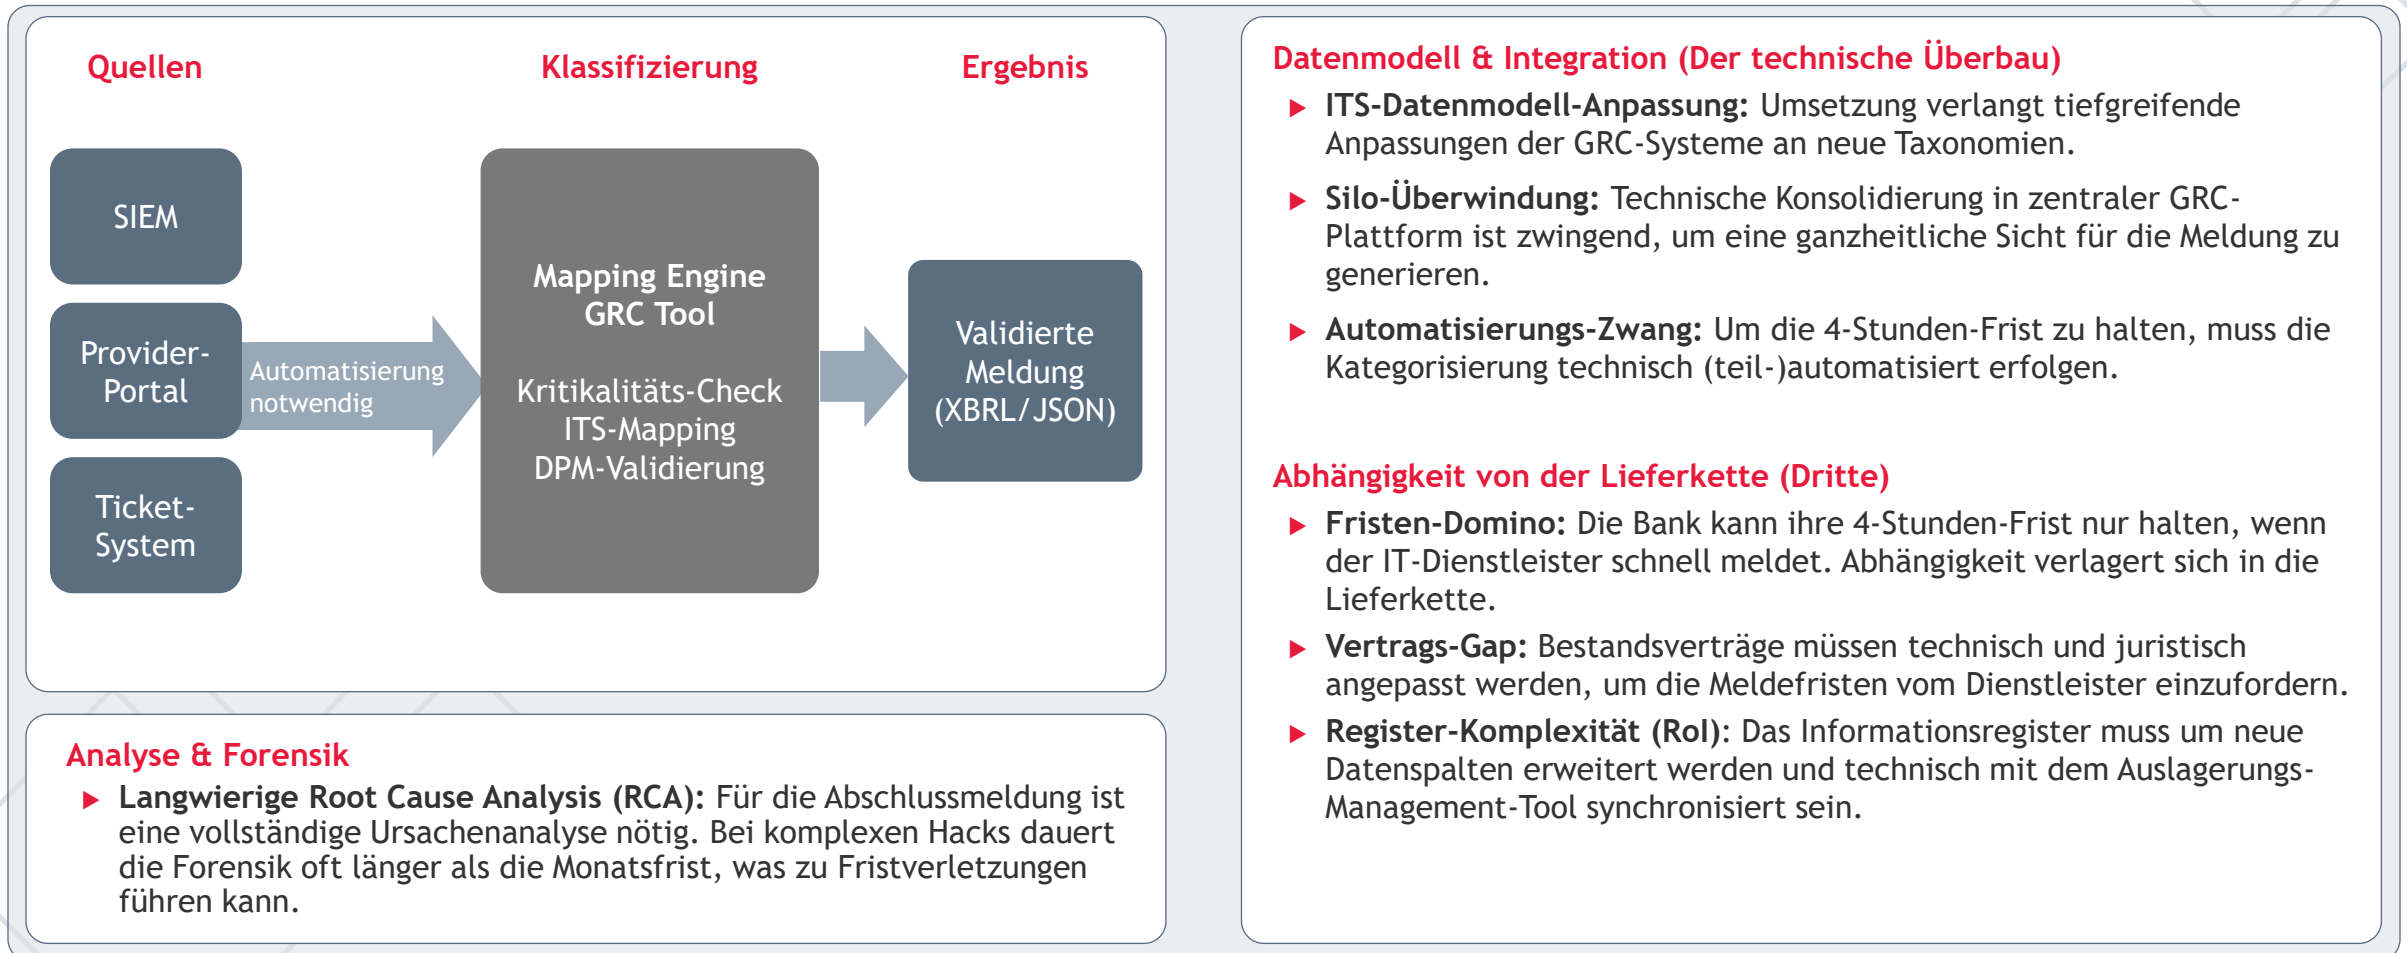 Quellen
Klassifizierung
Ergebnis
SIEM
Provider-
Portal
Ticket-
System
Automatisierung
notwendig
Mapping Engine
GRC Tool
Kritikalitäts-Check
ITS-Mapping
DPM-Validierung
Validierte
Meldung
(XBRL/JSON)
Analyse & Forensik
Langwierige Root Cause Analysis (RCA): Für die Abschlussmeldung ist
eine vollständige Ursachenanalyse nötig. Bei komplexen Hacks dauert
die Forensik oft länger als die Monatsfrist, was zu Fristverletzungen
führen kann.
Datenmodell & Integration (Der technische Überbau)
ITS-Datenmodell-Anpassung: Umsetzung verlangt tiefgreifende
Anpassungen der GRC-Systeme an neue Taxonomien.
Silo-Überwindung: Technische Konsolidierung in zentraler GRC-
Plattform ist zwingend, um eine ganzheitliche Sicht für die Meldung zu
generieren.
Automatisierungs-Zwang: Um die 4-Stunden-Frist zu halten, muss die
Kategorisierung technisch (teil-)automatisiert erfolgen.
Abhängigkeit von der Lieferkette (Dritte)
Fristen-Domino: Die Bank kann ihre 4-Stunden-Frist nur halten, wenn
der IT-Dienstleister schnell meldet. Abhängigkeit verlagert sich in die
Lieferkette.
Vertrags-Gap: Bestandsverträge müssen technisch und juristisch
angepasst werden, um die Meldefristen vom Dienstleister einzufordern.
Register-Komplexität (RoI): Das Informationsregister muss um neue
Datenspalten erweitert werden und technisch mit dem Auslagerungs-
Management-Tool synchronisiert sein.